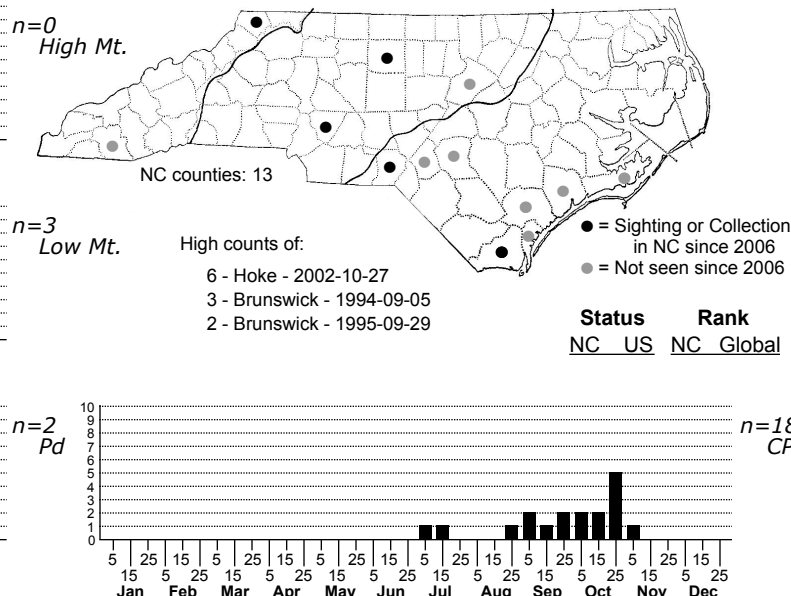 n=0
High Mt.
NC counties: 13
n=3
Low Mt.
High counts of:
6 - Hoke - 2002-10-27
3 - Brunswick - 1994-09-05
2 - Brunswick - 1995-09-29
= Sighting or Collection
in NC since 2006
= Not seen since 2006
Status Rank
NC US NC Global
n=2
Pd
n=18
CP
10
9
8
7
6
5
4
3
2
1
0
5 25 15 5 25 15 5 25 15 5 25 15 5 25 15 5 25 15
15 5 25 15 5 25 15 5 25 15 5 25 15 5 25 15 5 25
Jan Feb Mar Apr May Jun Jul Aug Sep Oct Nov Dec